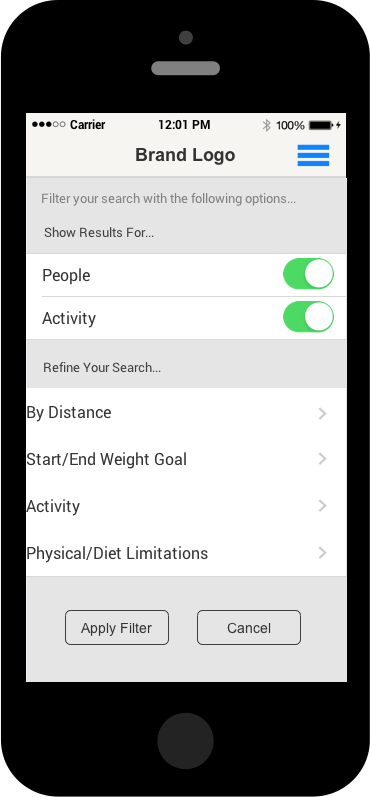 Carrier 12:01 PM 100%
Brand Logo
Filter your search with the following options...
Show Results For...
People
Activity
Refine Your Search...
By Distance
Start/End Weight Goal
Activity
Physical/Diet Limitations
Apply Filter Cancel